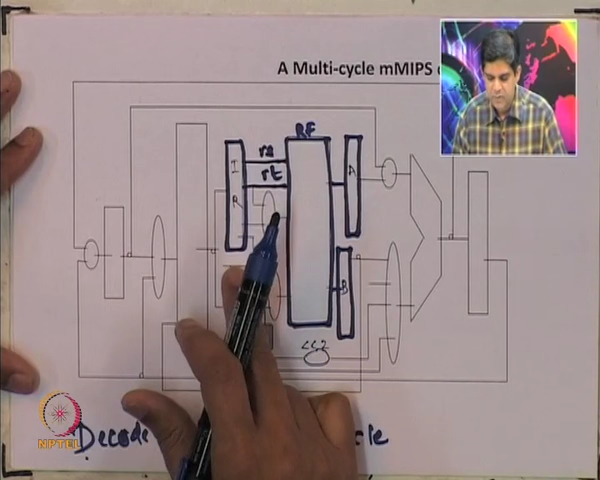 A Multi-cycle mMIPS
RF
I
R
rs
rt
A
B
<<2
Decode
cle
NPTEL